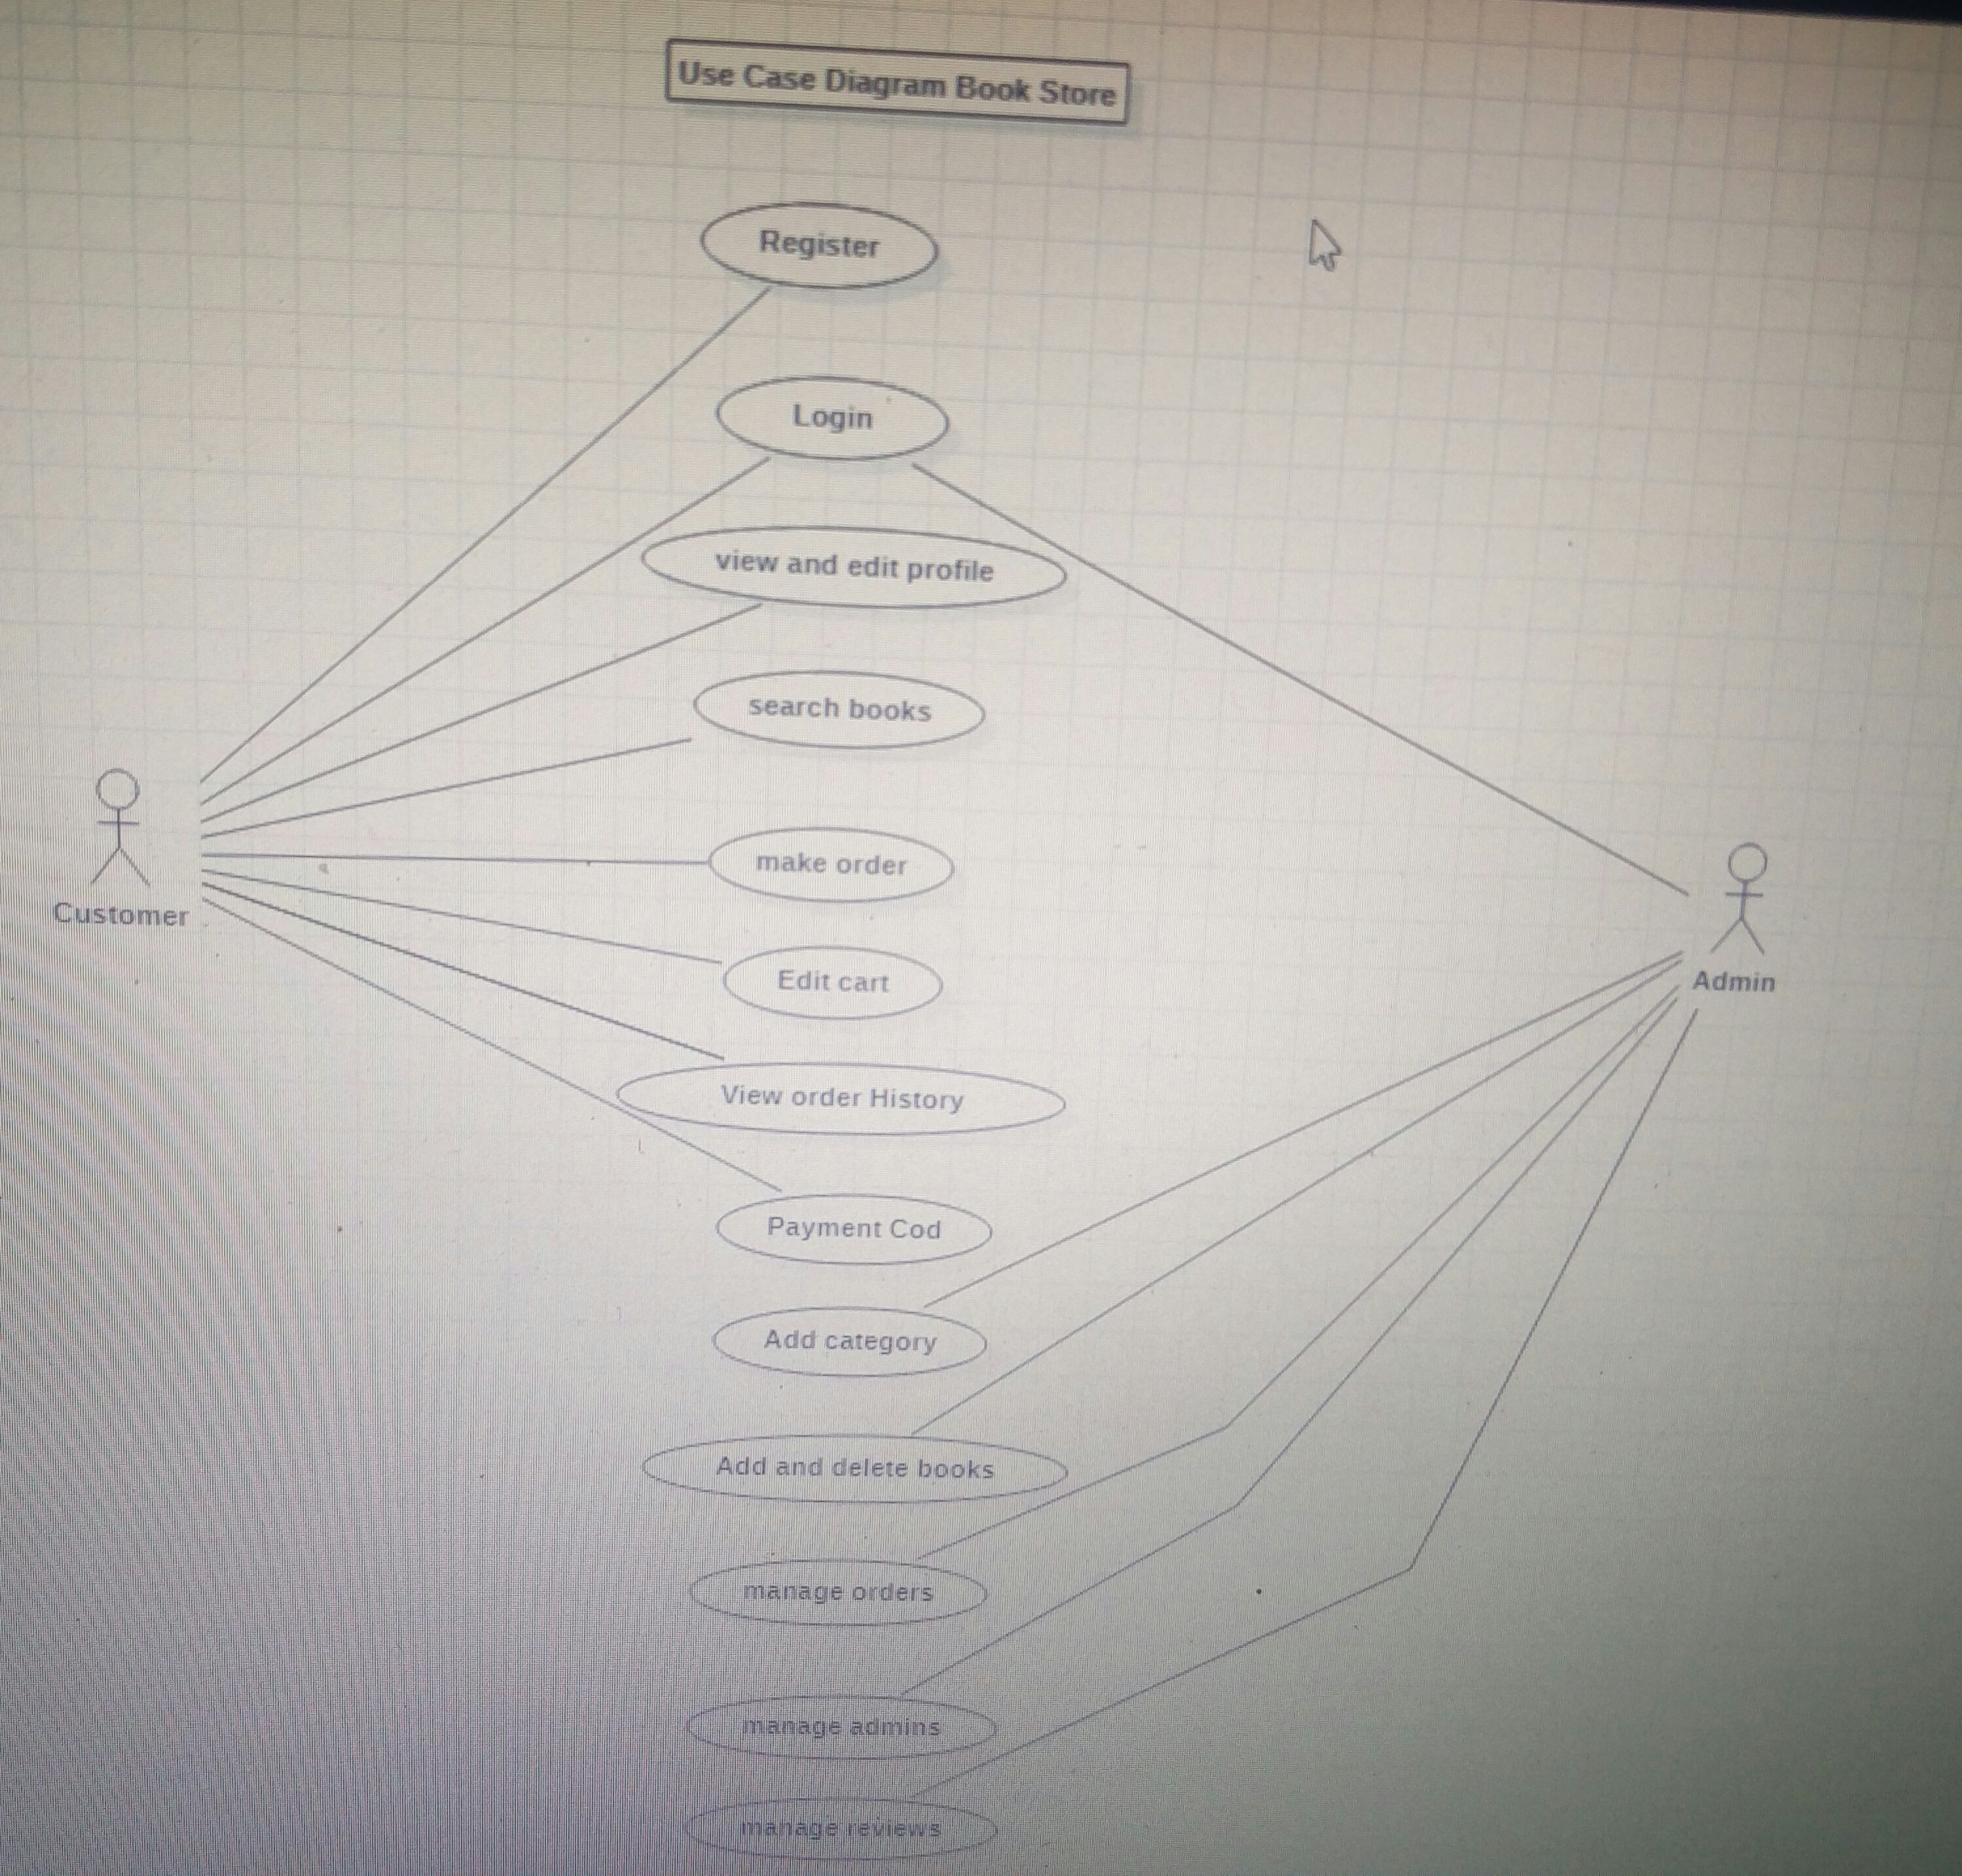 Use Case Diagram Book Store
Register
Login
view and edit profile
search books
make order
Customer
Edit cart
Admin
View order History
Payment Cod
Add category
Add and delete books
manage orders
manage admins
manage reviews